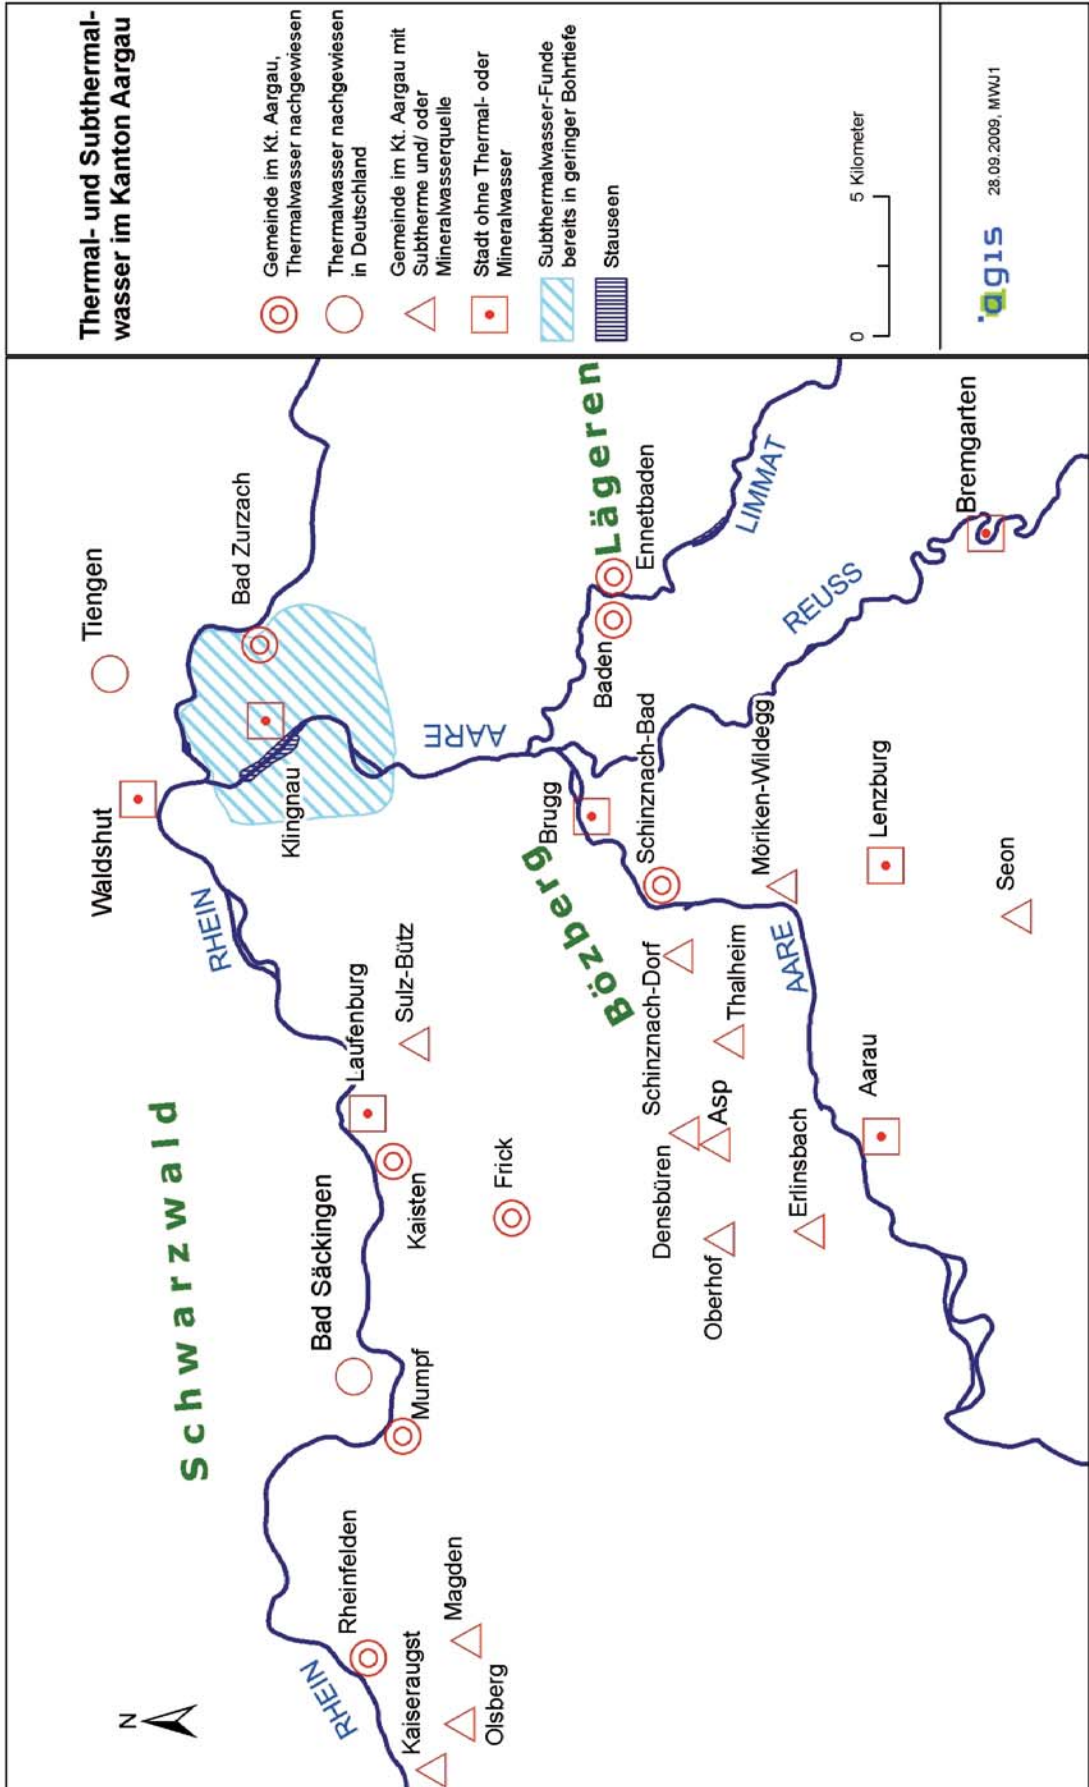 Thermal- und Subthermal-
wasser im Kanton Aargau
Gemeinde im Kt. Aargau,
Thermalwasser nachgewiesen
Thermalwasser nachgewiesen
in Deutschland
Gemeinde im Kt. Aargau mit
Subtherme und/ oder
Mineralwasserquelle
Stadt ohne Thermal- oder
Mineralwasser
Subthermalwasser-Funde
bereits in geringer Bohrtiefe
Stauseen
0
5 Kilometer
agis
28.09.2009, MWJ1
N
Schwarzwald
Tiengen
Waldshut
Bad Zurzach
Klingnau
RHEIN
Laufenburg
Sulz-Bütz
Bad Säckingen
Kaisten
Mumpf
Frick
Rheinfelden
RHEIN
Kaiseraugst
Magden
Olsberg
AARE
Lägeren
Ennetbaden
Baden
LIMMAT
Brugg
Bözberg
Schinznach-Bad
REUSS
Bremgarten
Schinznach-Dorf
Möriken-Wildegg
Thalheim
Densbüren
Asp
Oberhof
AARE
Erlinsbach
Aarau
Lenzburg
Seon